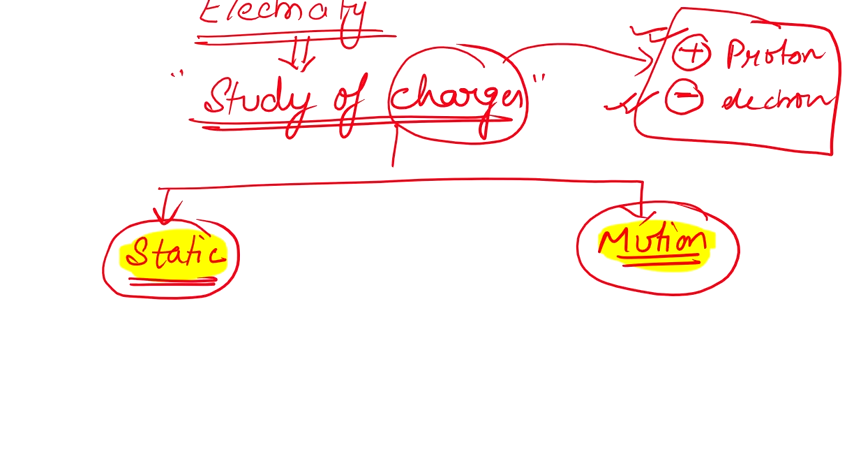 Electricity
"Study of charges"
+ Proton
- electron
Static
Motion